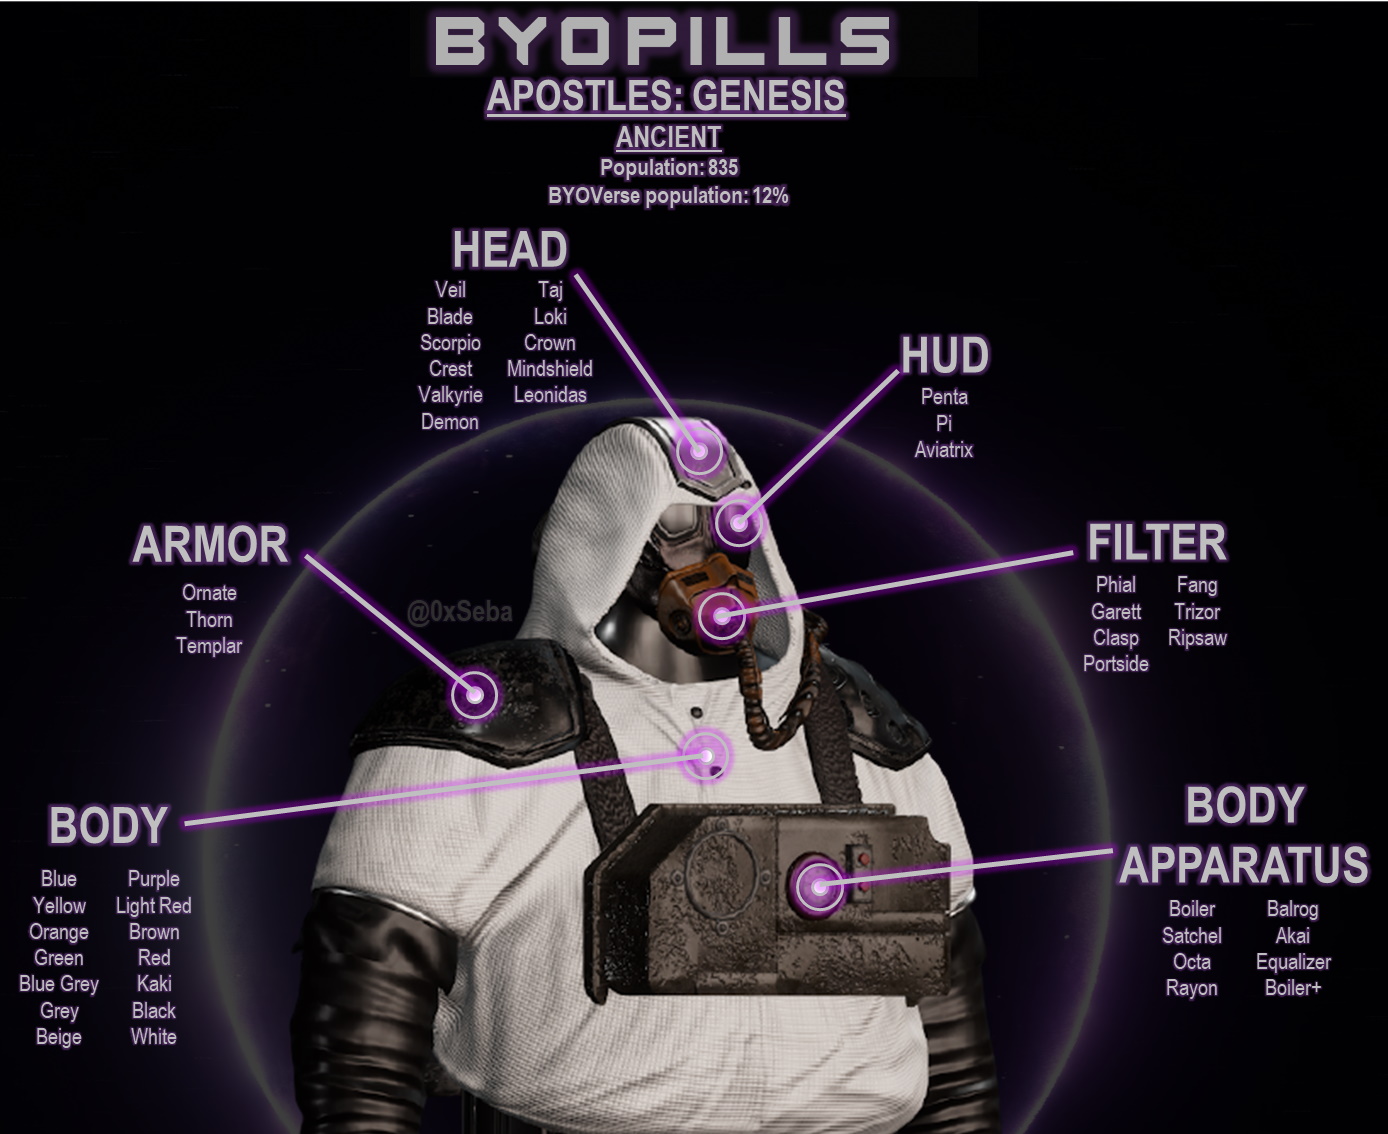 BYOPILLS
APOSTLES: GENESIS
ANCIENT
Population: 835
BYOVerse population: 12%
HEAD
Veil Taj
Blade Loki
Scorpio Crown
Crest Mindshield
Valkyrie Leonidas
Demon
HUD
Penta
Pi
Aviatrix
ARMOR
Ornate
Thorn
Templar
@0xSeba
FILTER
Phial Fang
Garett Trizor
Clasp Ripsaw
Portside
BODY
Blue Purple
Yellow Light Red
Orange Brown
Green Red
Blue Grey Kaki
Grey Black
Beige White
BODY
APPARATUS
Boiler Balrog
Satchel Akai
Octa Equalizer
Rayon Boiler+